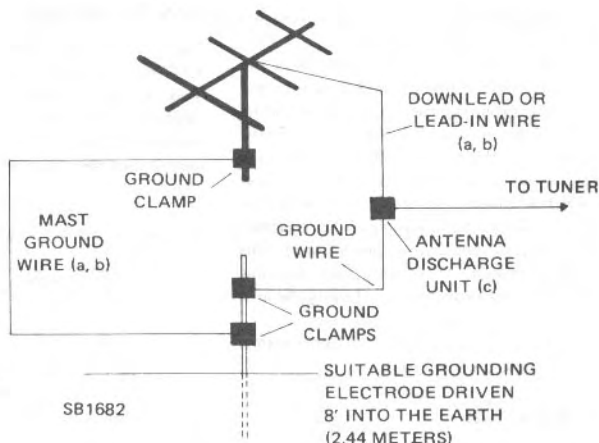 DOWNLEAD OR
LEAD-IN WIRE
(a, b)
GROUND
CLAMP
TO TUNER
MAST
GROUND
WIRE (a, b)
GROUND
WIRE
ANTENNA
DISCHARGE
UNIT (c)
GROUND
CLAMPS
SUITABLE GROUNDING
ELECTRODE DRIVEN
8' INTO THE EARTH
(2.44 METERS)
SB1682